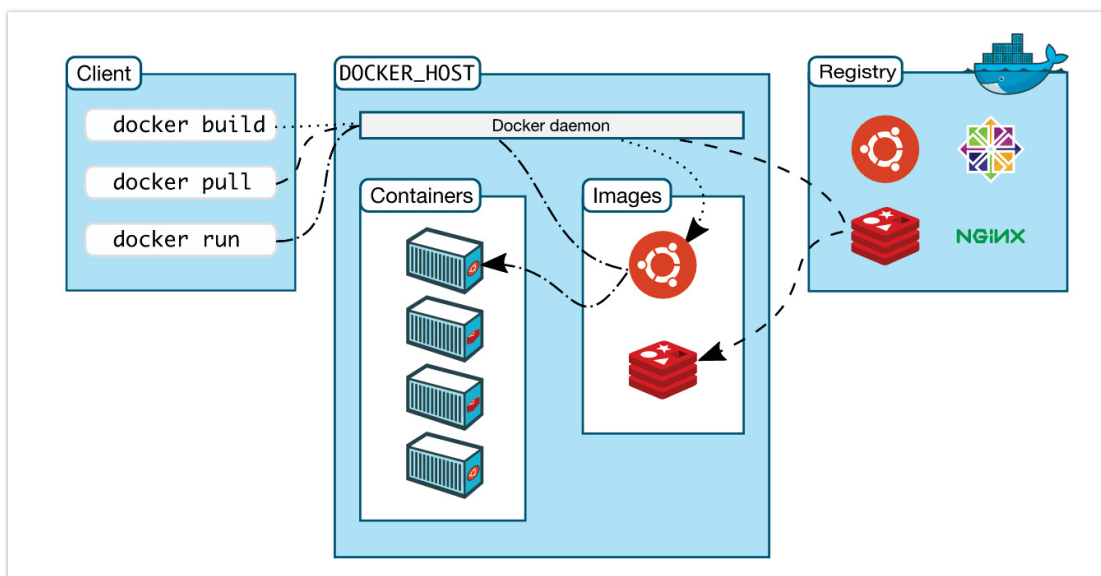 Client
docker build
docker pull
docker run
DOCKER_HOST
Docker daemon
Containers
Images
Registry
NGiNX